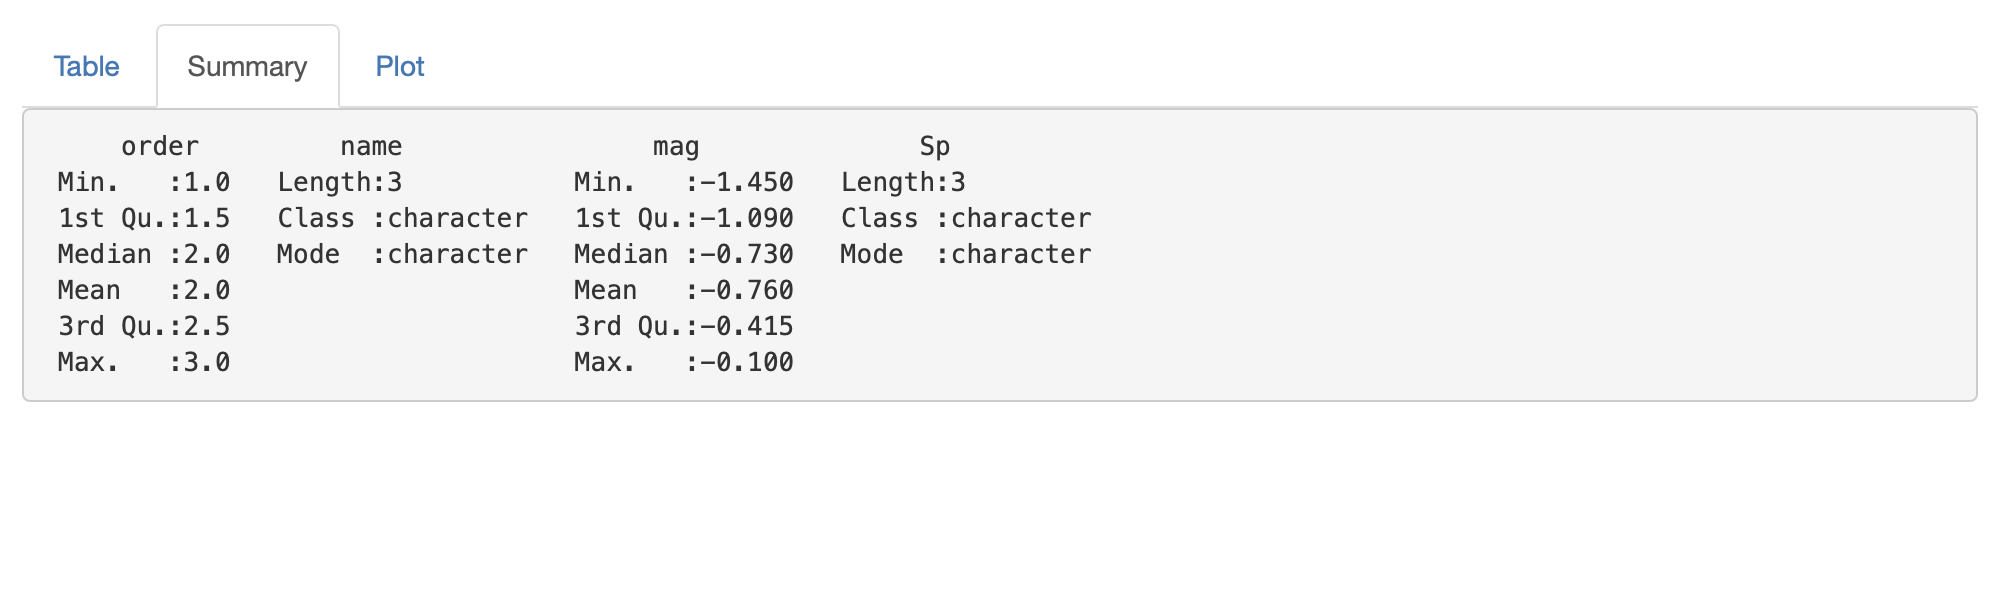 Table Summary Plot
     order         name                mag              Sp
 Min.   :1.0   Length:3           Min.   :-1.450   Length:3
 1st Qu.:1.5   Class :character   1st Qu.:-1.090   Class :character
 Median :2.0   Mode  :character   Median :-0.730   Mode  :character
 Mean   :2.0                      Mean   :-0.760
 3rd Qu.:2.5                      3rd Qu.:-0.415
 Max.   :3.0                      Max.   :-0.100